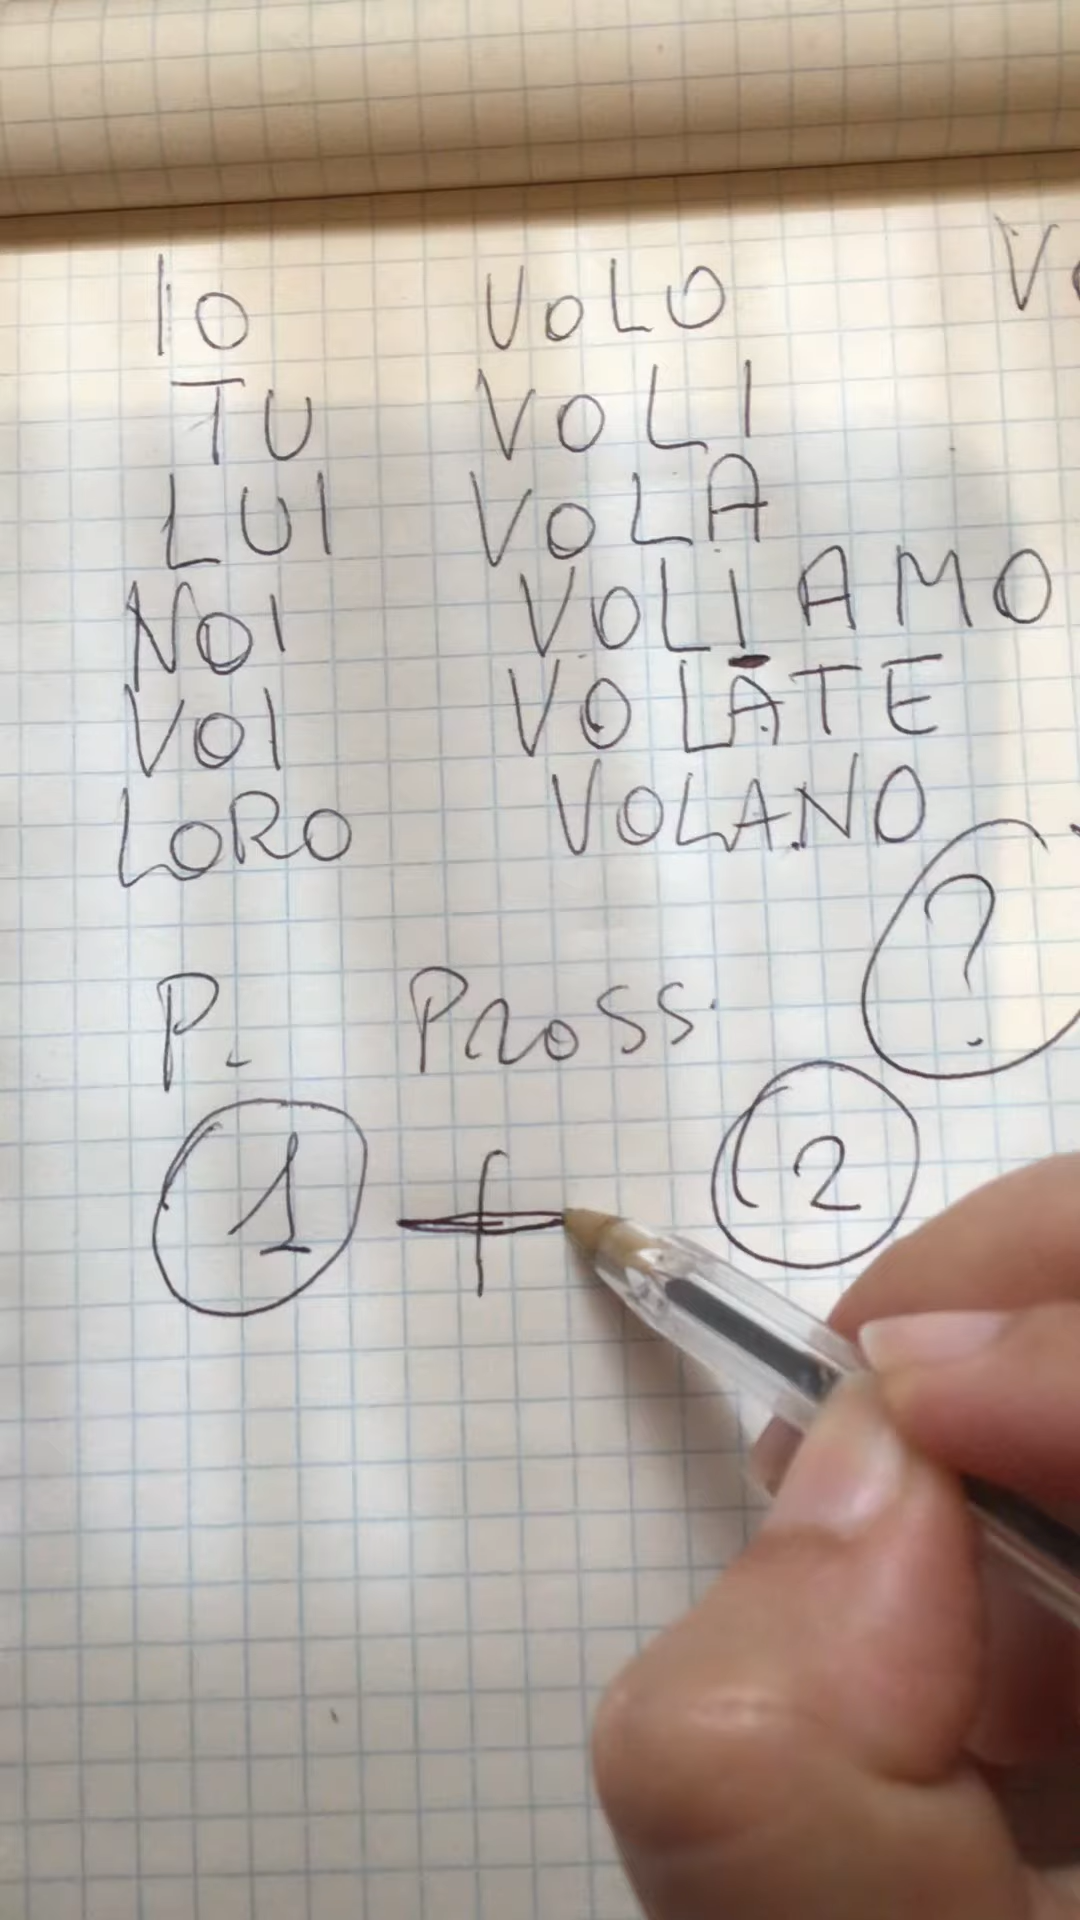 IO VOLO
TU VOLI
LUI VOLA
NOI VOLIAMO
VOI VOLATE
LORO VOLANO
P. PROSS.
?
1 + 2